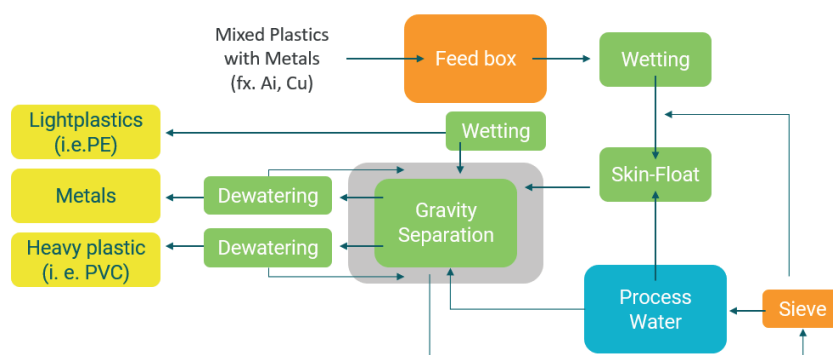 Mixed Plastics
with Metals
(fx. Ai, Cu)
Feed box
Wetting
Lightplastics
(i.e.PE)
Wetting
Metals
Dewatering
Gravity
Separation
Skin-Float
Heavy plastic
(i. e. PVC)
Dewatering
Process
Water
Sieve